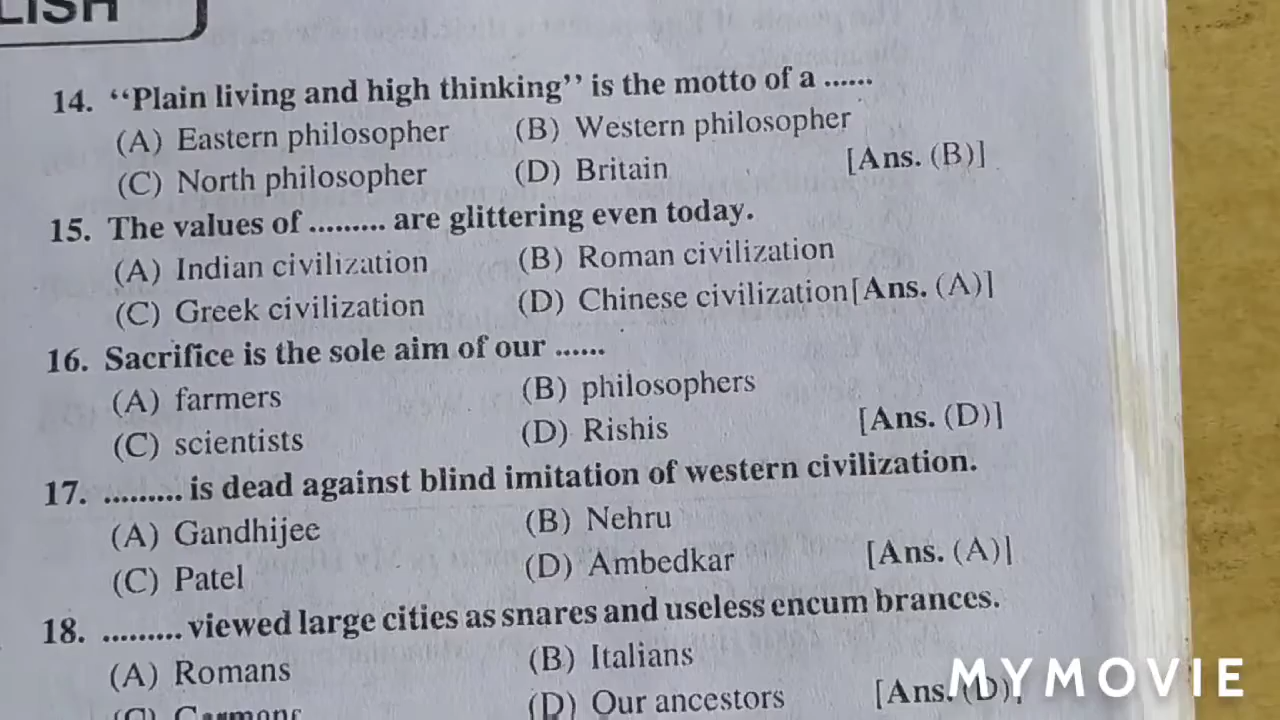 LISH
14. “Plain living and high thinking” is the motto of a ......
(A) Eastern philosopher (B) Western philosopher
(C) North philosopher (D) Britain [Ans. (B)]
15. The values of ......... are glittering even today.
(A) Indian civilization (B) Roman civilization
(C) Greek civilization (D) Chinese civilization [Ans. (A)]
16. Sacrifice is the sole aim of our ......
(A) farmers (B) philosophers
(C) scientists (D) Rishis [Ans. (D)]
17. ......... is dead against blind imitation of western civilization.
(A) Gandhijee (B) Nehru
(C) Patel (D) Ambedkar [Ans. (A)]
18. ......... viewed large cities as snares and useless encum brances.
(A) Romans (B) Italians
(C) Germans (D) Our ancestors [Ans. (D)]
MYMOVIE